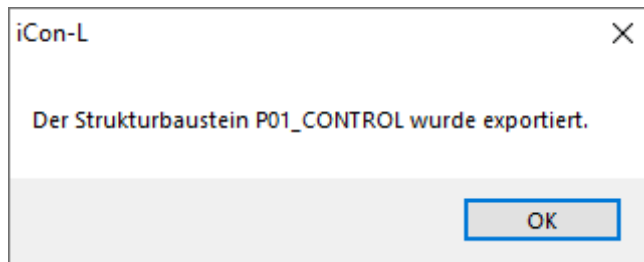 iCon-L
Der Strukturbaustein P01_CONTROL wurde exportiert.
OK